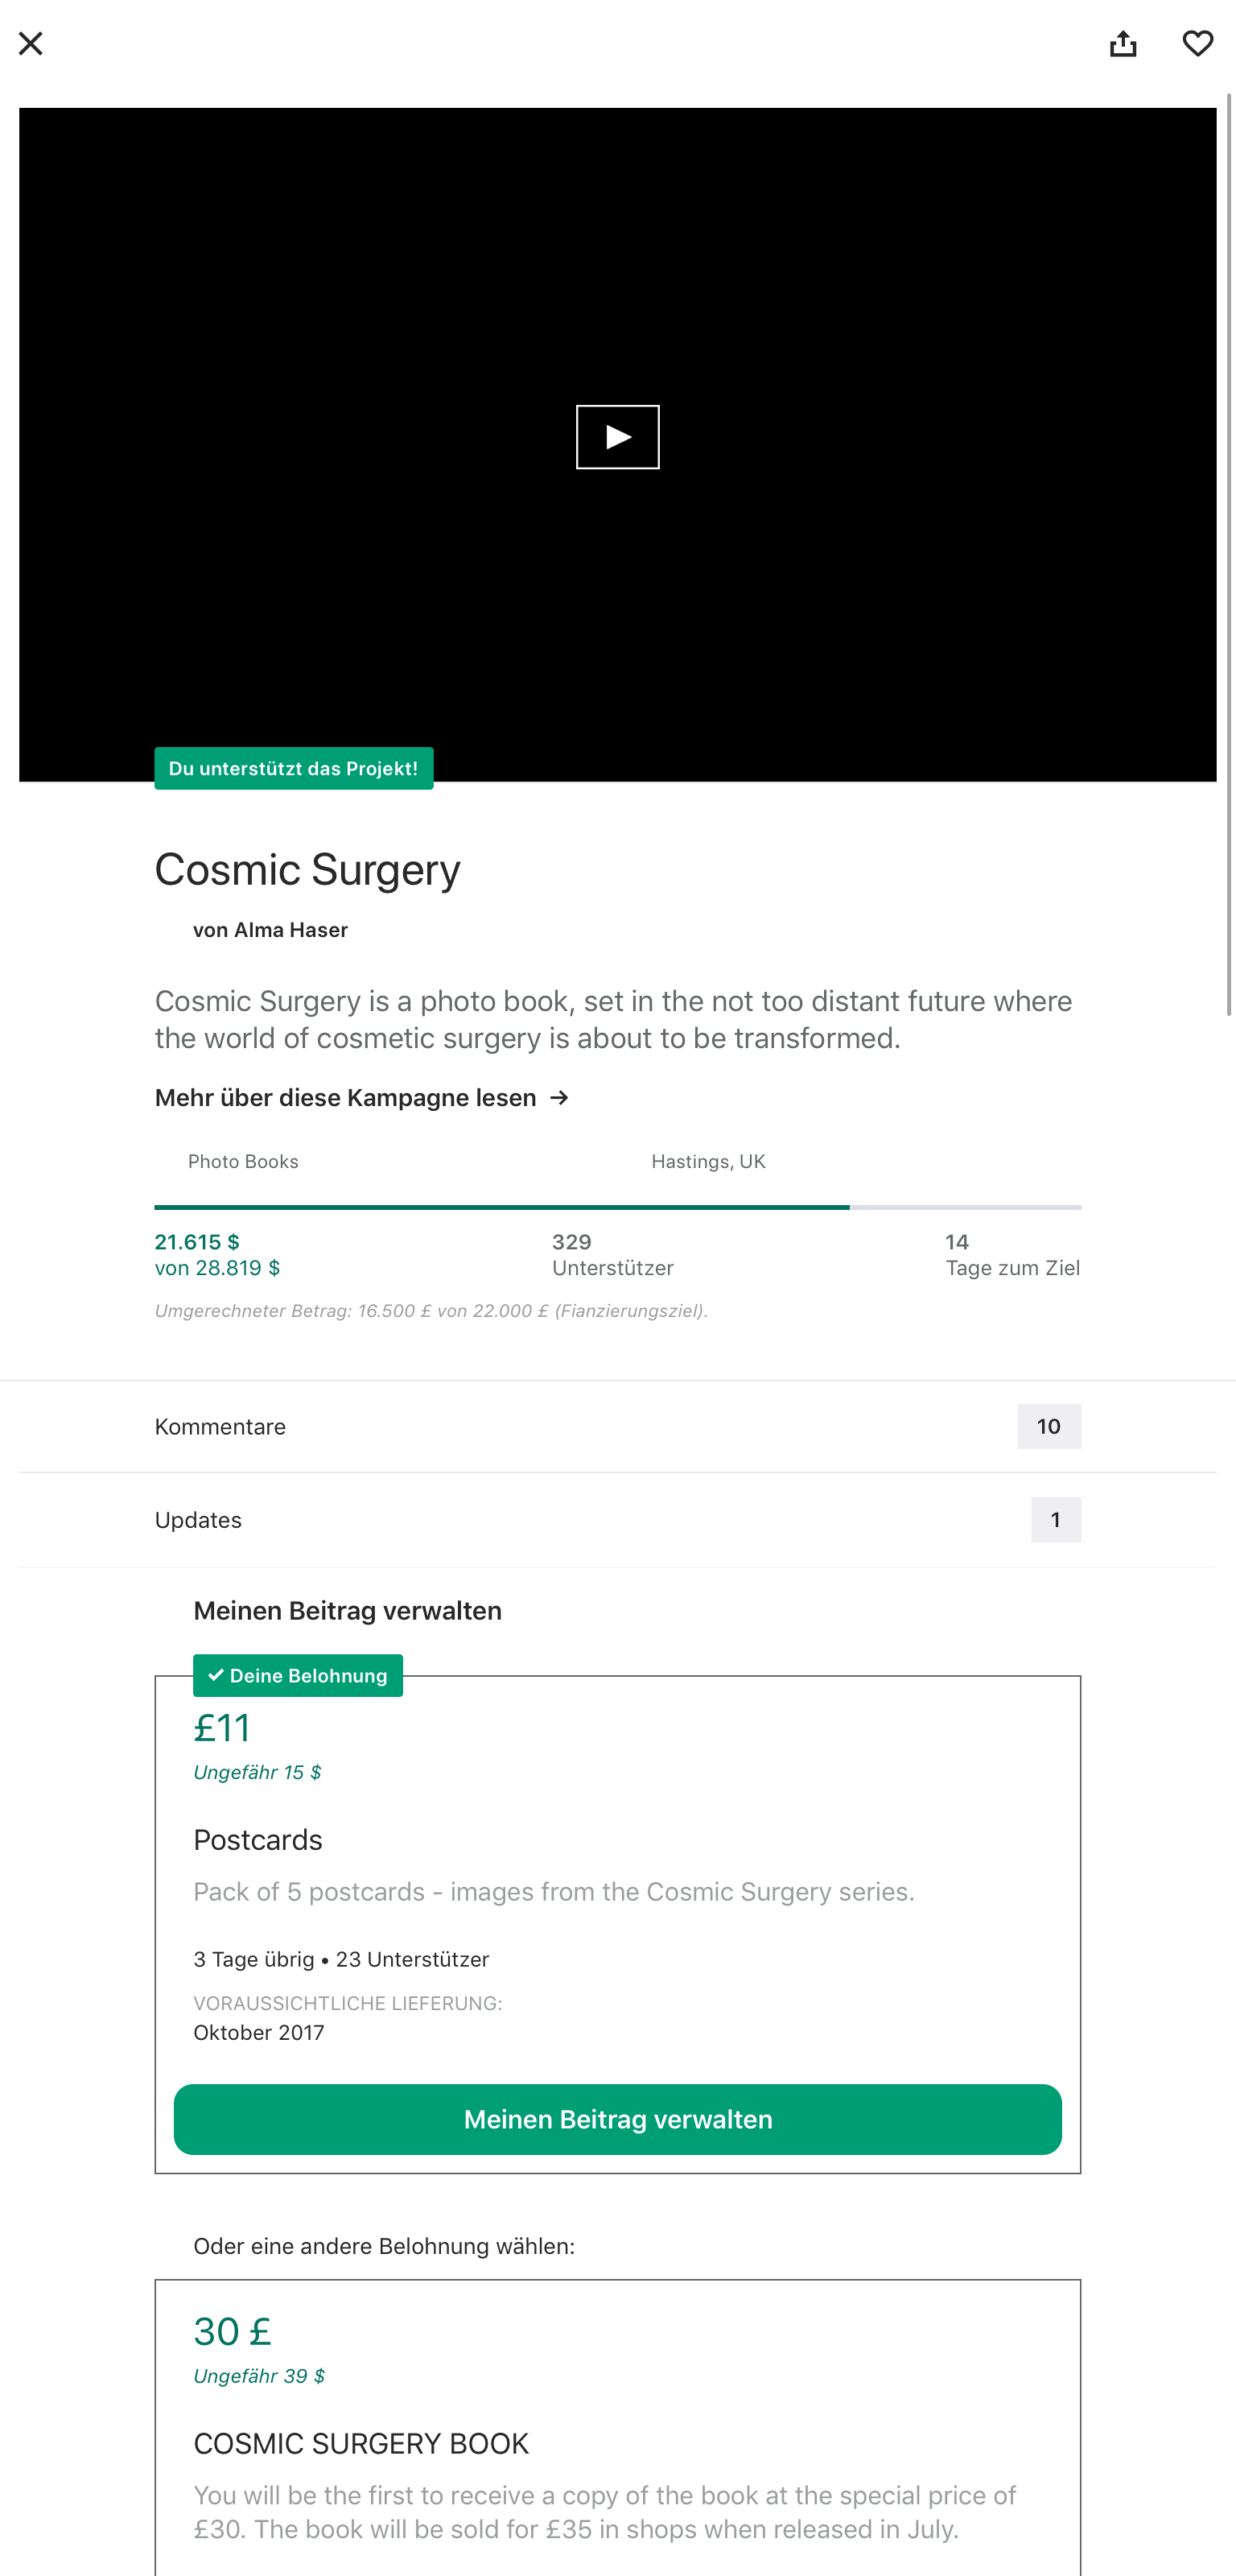 Du unterstützt das Projekt!
Cosmic Surgery
von Alma Haser
Cosmic Surgery is a photo book, set in the not too distant future where
the world of cosmetic surgery is about to be transformed.
Mehr über diese Kampagne lesen →
Photo Books
Hastings, UK
21.615 $
von 28.819 $
329
Unterstützer
14
Tage zum Ziel
Umgerechneter Betrag: 16.500 £ von 22.000 £ (Fianzierungsziel).
Kommentare
10
Updates
1
Meinen Beitrag verwalten
✓ Deine Belohnung
£11
Ungefähr 15 $
Postcards
Pack of 5 postcards - images from the Cosmic Surgery series.
3 Tage übrig • 23 Unterstützer
VORAUSSICHTLICHE LIEFERUNG:
Oktober 2017
Meinen Beitrag verwalten
Oder eine andere Belohnung wählen:
30 £
Ungefähr 39 $
COSMIC SURGERY BOOK
You will be the first to receive a copy of the book at the special price of
£30. The book will be sold for £35 in shops when released in July.